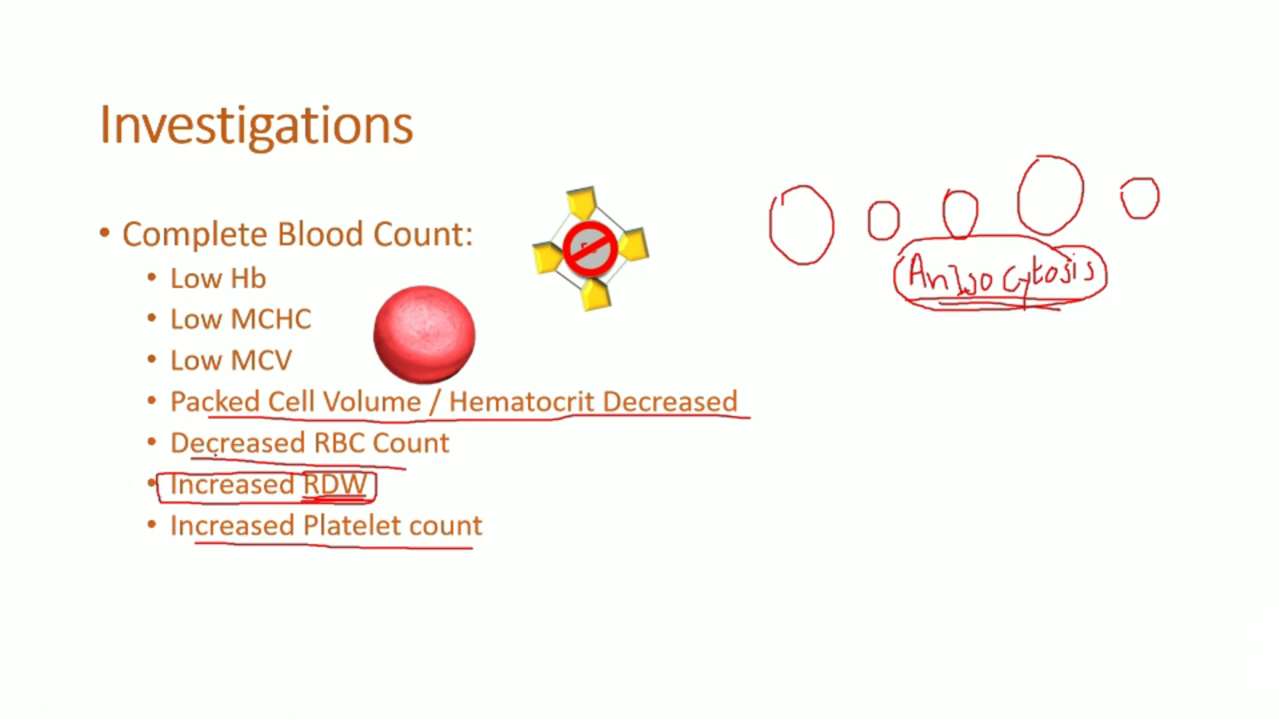 Investigations
• Complete Blood Count:
• Low Hb
• Low MCHC
• Low MCV
• Packed Cell Volume / Hematocrit Decreased
• Decreased RBC Count
• Increased RDW
• Increased Platelet count
Anisocytosis